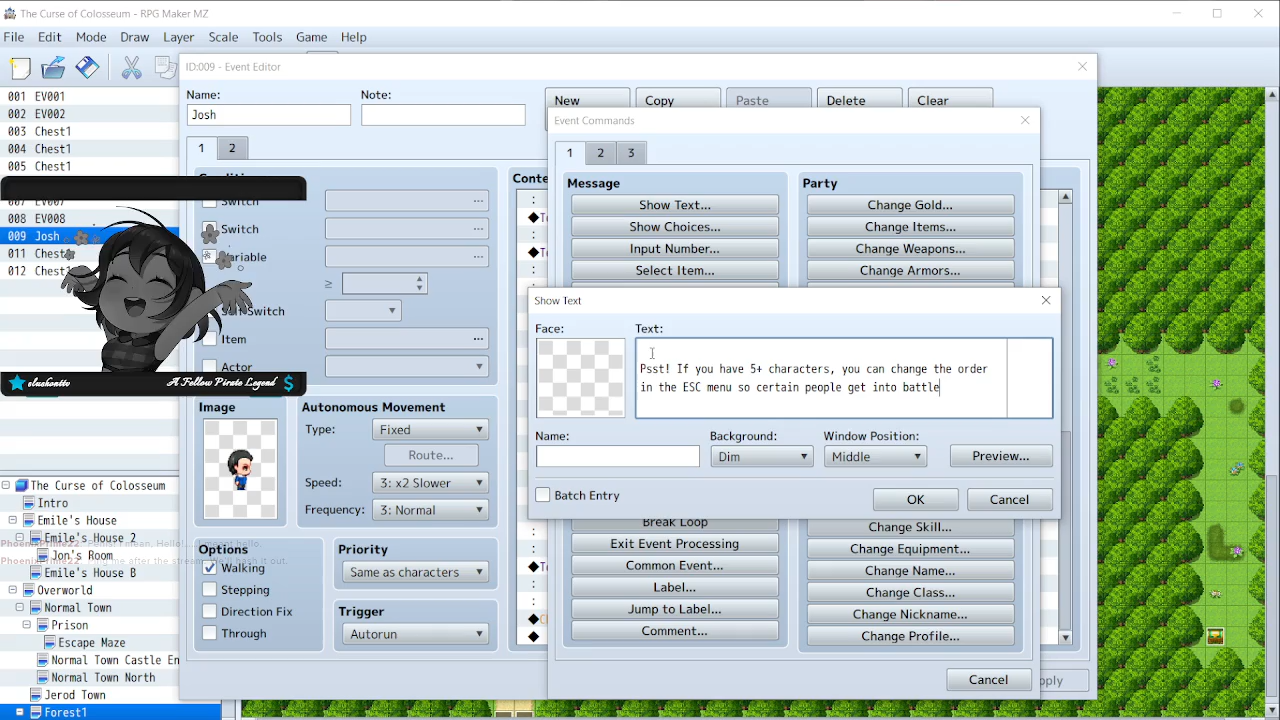 The Curse of Colosseum - RPG Maker MZ
File Edit Mode Draw Layer Scale Tools Game Help
ID:009 - Event Editor
Name:
Note:
Josh
New
Copy
Paste
Delete
Clear
001 EV001
002 EV002
003 Chest1
004 Chest1
005 Chest1
008 EV008
009 Josh
011 Chest1
012 Chest1
1
2
Switch
Switch
Variable
≥
Self Switch
Item
Actor
slushontv
A Fellow Pirate Legend
Conte
Event Commands
1
2
3
Message
Show Text...
Show Choices...
Input Number...
Select Item...
Party
Change Gold...
Change Items...
Change Weapons...
Change Armors...
Show Text
Face:
Text:
Psst! If you have 5+ characters, you can change the order
in the ESC menu so certain people get into battle
Name:
Background:
Window Position:
Dim
Middle
Preview...
Batch Entry
OK
Cancel
Break Loop
Exit Event Processing
Common Event...
Label...
Jump to Label...
Comment...
Change Skill...
Change Equipment...
Change Name...
Change Class...
Change Nickname...
Change Profile...
Cancel
Image
Autonomous Movement
Type:
Fixed
Route...
Speed:
3: x2 Slower
Frequency:
3: Normal
Options
Walking
Stepping
Direction Fix
Through
Priority
Same as characters
Trigger
Autorun
The Curse of Colosseum
Intro
Emile's House
Emile's House 2
Jon's Room
Emile's House B
Overworld
Normal Town
Prison
Escape Maze
Normal Town Castle En
Normal Town North
Jerod Town
Forest1